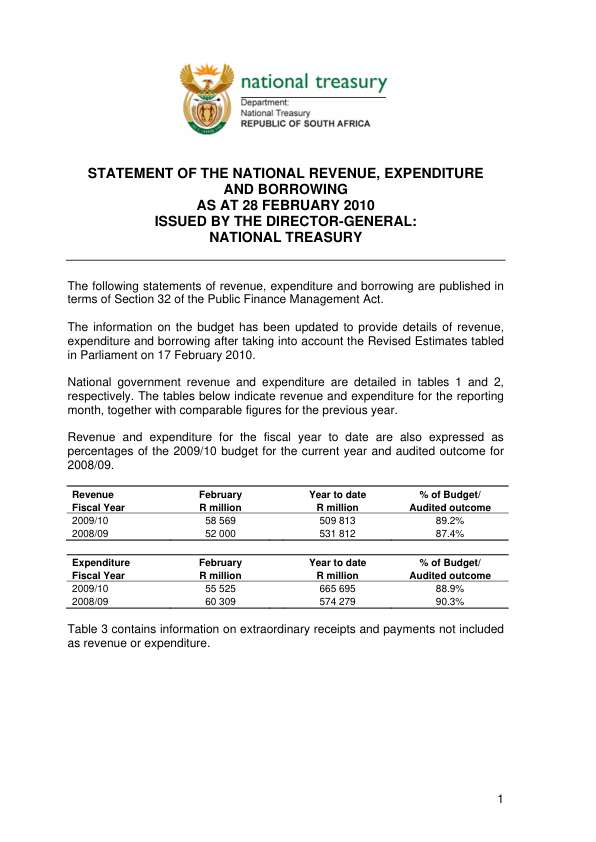 national treasury
Department:
National Treasury
REPUBLIC OF SOUTH AFRICA
STATEMENT OF THE NATIONAL REVENUE, EXPENDITURE
AND BORROWING
AS AT 28 FEBRUARY 2010
ISSUED BY THE DIRECTOR-GENERAL:
NATIONAL TREASURY
The following statements of revenue, expenditure and borrowing are published in
terms of Section 32 of the Public Finance Management Act.
The information on the budget has been updated to provide details of revenue,
expenditure and borrowing after taking into account the Revised Estimates tabled
in Parliament on 17 February 2010.
National government revenue and expenditure are detailed in tables 1 and 2,
respectively. The tables below indicate revenue and expenditure for the reporting
month, together with comparable figures for the previous year.
Revenue and expenditure for the fiscal year to date are also expressed as
percentages of the 2009/10 budget for the current year and audited outcome for
2008/09.
Revenue February Year to date % of Budget/
Fiscal Year R million R million Audited outcome
2009/10 58 569 509 813 89.2%
2008/09 52 000 531 812 87.4%
Expenditure February Year to date % of Budget/
Fiscal Year R million R million Audited outcome
2009/10 55 525 665 695 88.9%
2008/09 60 309 574 279 90.3%
Table 3 contains information on extraordinary receipts and payments not included
as revenue or expenditure.
1